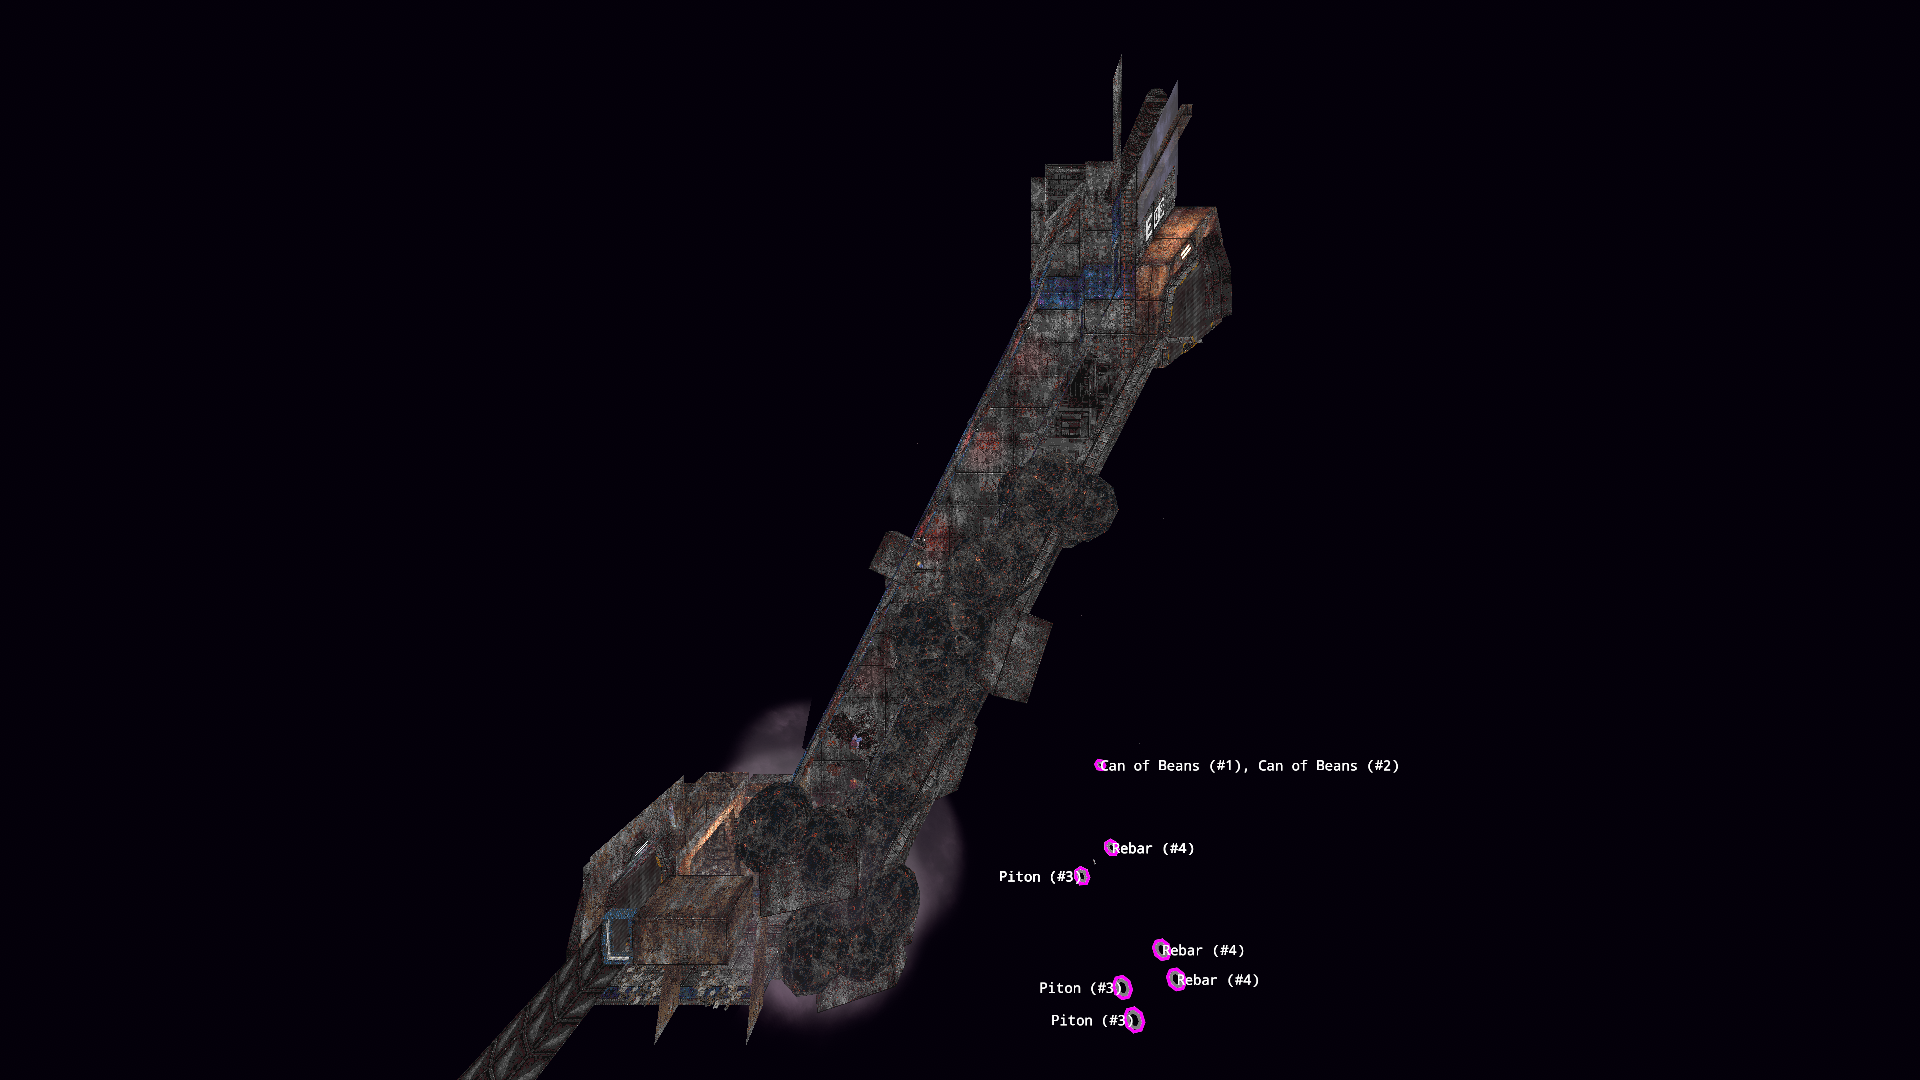 Can of Beans (#1), Can of Beans (#2)
Rebar (#4)
Piton (#3)
Rebar (#4)
Rebar (#4)
Piton (#3)
Piton (#3)